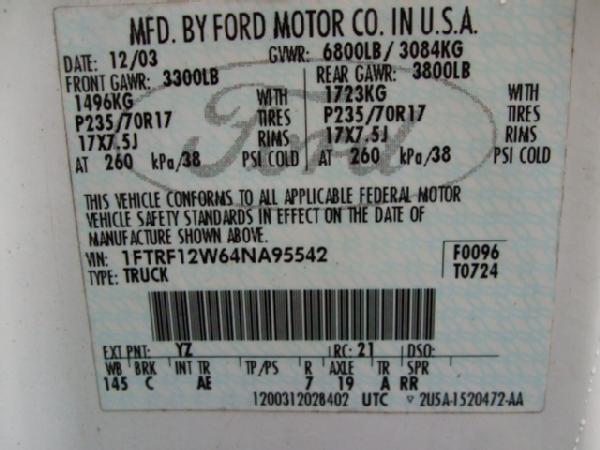 MFD. BY FORD MOTOR CO. IN U.S.A.
DATE: 12/03 GVWR: 6800LB / 3084KG
FRONT GAWR: 3300LB REAR GAWR: 3800LB
1496KG WITH 1723KG WITH
P235/70R17 TIRES P235/70R17 TIRES
17X7.5J RIMS 17X7.5J RIMS
AT 260 kPa/38 PSI COLD AT 260 kPa/38 PSI COLD
Ford
THIS VEHICLE CONFORMS TO ALL APPLICABLE FEDERAL MOTOR
VEHICLE SAFETY STANDARDS IN EFFECT ON THE DATE OF
MANUFACTURE SHOWN ABOVE.
VIN: 1FTRF12W64NA95542 F0096
TYPE: TRUCK T0724
EXT PNT: YZ RC: 21 DSO:
WB BRK INT TR TP/PS R AXLE TR SPR
145 C AE 7 19 A RR
1200312028402 UTC ▽ 2U5A-1520472-AA